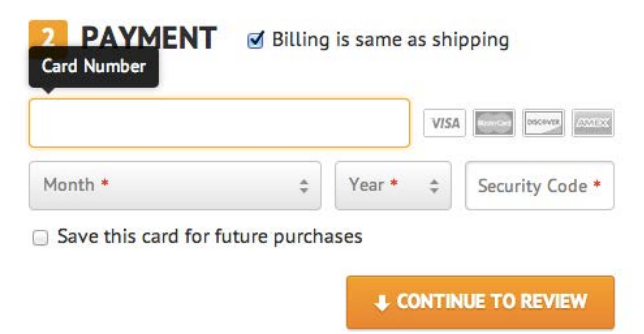 2 PAYMENT Billing is same as shipping
Card Number
VISA MasterCard DISCOVER AMEX
Month * Year * Security Code *
Save this card for future purchases
CONTINUE TO REVIEW